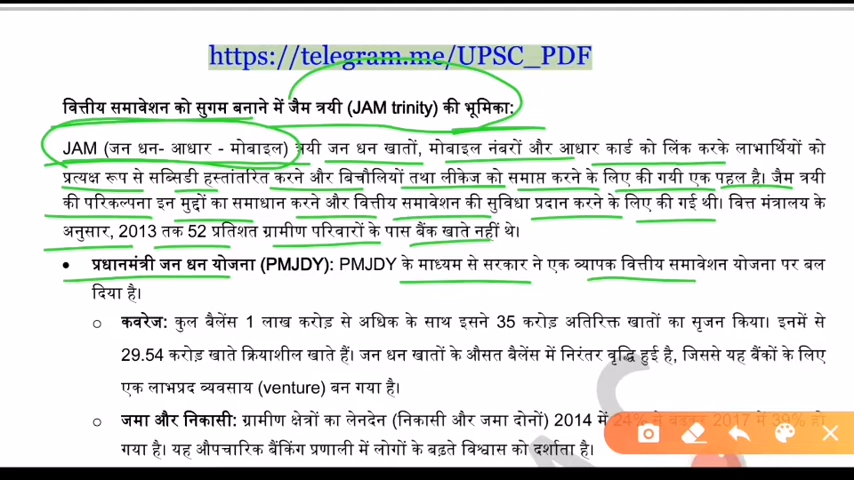 https://telegram.me/UPSC_PDF
वित्तीय समावेशन को सुगम बनाने में जैम त्रयी (JAM trinity) की भूमिका:
JAM (जन धन- आधार - मोबाइल) त्रयी जन धन खातों, मोबाइल नंबरों और आधार कार्ड को लिंक करके लाभार्थियों को
प्रत्यक्ष रूप से सब्सिडी हस्तांतरित करने और बिचौलियों तथा लीकेज को समाप्त करने के लिए की गयी एक पहल है। जैम त्रयी
की परिकल्पना इन मुद्दों का समाधान करने और वित्तीय समावेशन की सुविधा प्रदान करने के लिए की गई थी। वित्त मंत्रालय के
अनुसार, 2013 तक 52 प्रतिशत ग्रामीण परिवारों के पास बैंक खाते नहीं थे।
• प्रधानमंत्री जन धन योजना (PMJDY): PMJDY के माध्यम से सरकार ने एक व्यापक वित्तीय समावेशन योजना पर बल
दिया है।
o कवरेज: कुल बैलेंस 1 लाख करोड़ से अधिक के साथ इसने 35 करोड़ अतिरिक्त खातों का सृजन किया। इनमें से
29.54 करोड़ खाते क्रियाशील खाते हैं। जन धन खातों के औसत बैलेंस में निरंतर वृद्धि हुई है, जिससे यह बैंकों के लिए
एक लाभप्रद व्यवसाय (venture) बन गया है।
o जमा और निकासी: ग्रामीण क्षेत्रों का लेनदेन (निकासी और जमा दोनों) 2014 में 24% से बढ़कर 2017 में 39% हो
गया है। यह औपचारिक बैंकिंग प्रणाली में लोगों के बढ़ते विश्वास को दर्शाता है।